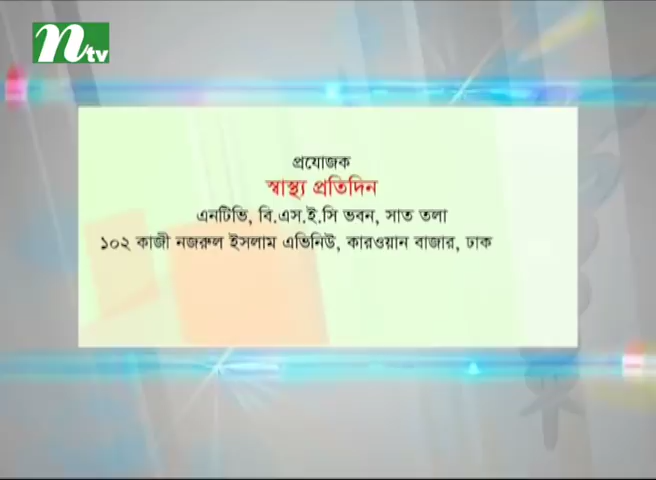 ntv
প্রযোজক
স্বাস্থ্য প্রতিদিন
এনটিভি, বি.এস.ই.সি ভবন, সাত তলা
১০২ কাজী নজরুল ইসলাম এভিনিউ, কারওয়ান বাজার, ঢাক